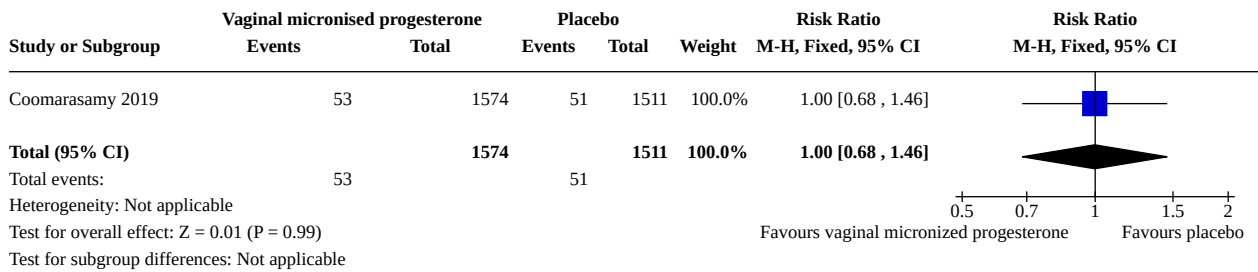 Vaginal micronised progesterone Placebo Risk Ratio Risk Ratio
Study or Subgroup Events Total Events Total Weight M-H, Fixed, 95% CI M-H, Fixed, 95% CI
Coomarasamy 2019 53 1574 51 1511 100.0% 1.00 [0.68 , 1.46]
Total (95% CI) 1574 1511 100.0% 1.00 [0.68 , 1.46]
Total events: 53 51
Heterogeneity: Not applicable 0.5 0.7 1 1.5 2
Test for overall effect: Z = 0.01 (P = 0.99) Favours vaginal micronized progesterone Favours placebo
Test for subgroup differences: Not applicable